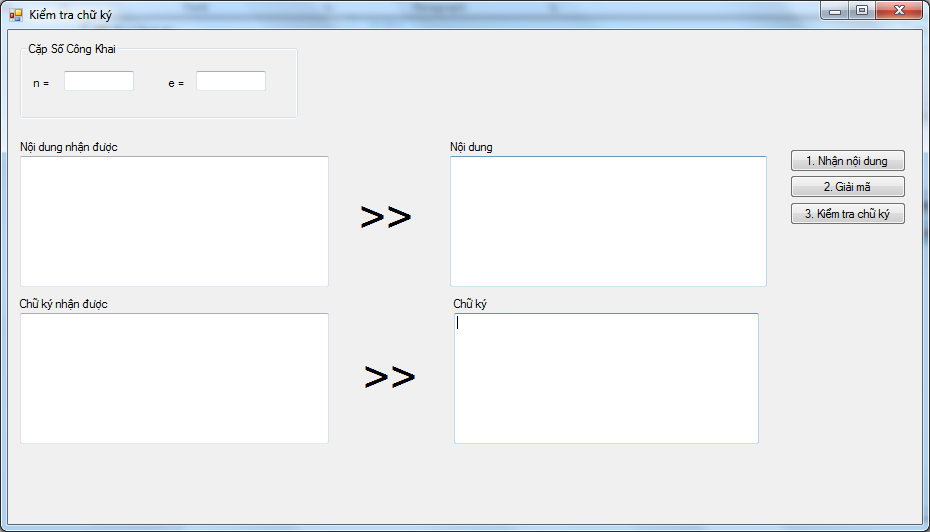 Kiểm tra chữ ký
Cặp Số Công Khai
n =
e =
Nội dung nhận được
Nội dung
1. Nhận nội dung
2. Giải mã
3. Kiểm tra chữ ký
>>
Chữ ký nhận được
Chữ ký
>>